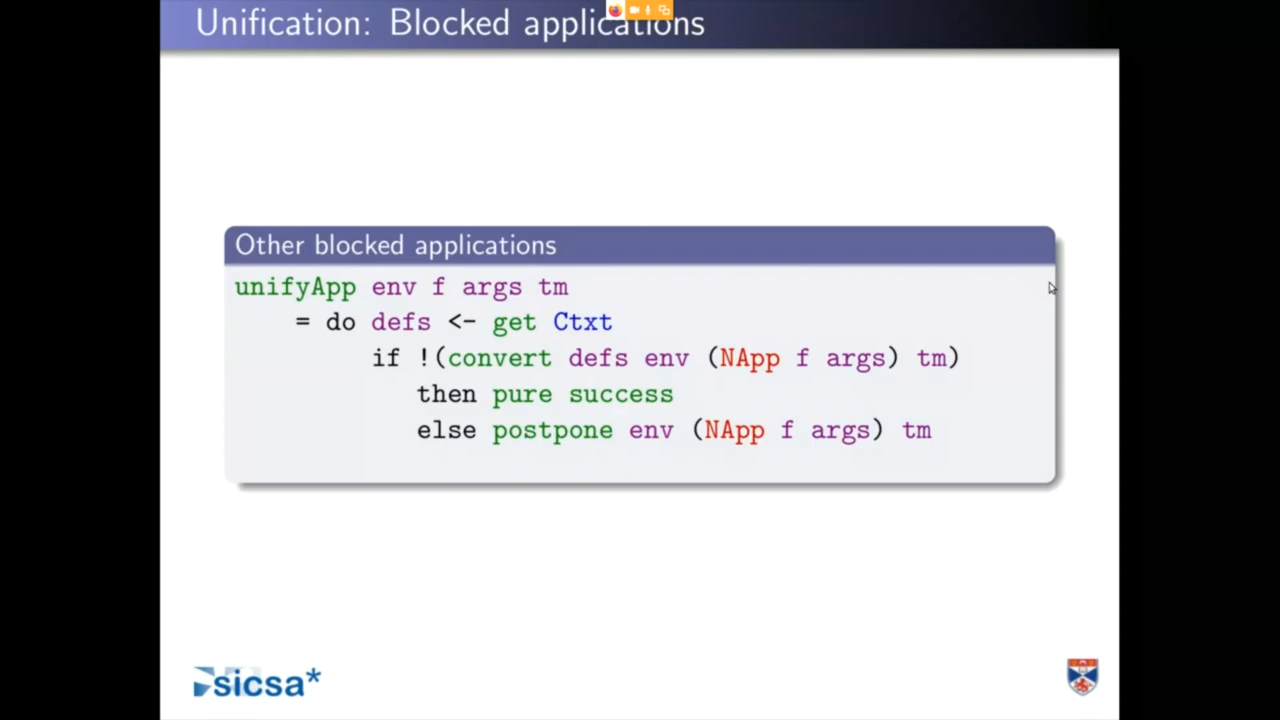 Unification: Blocked applications
Other blocked applications
unifyApp env f args tm
= do defs <- get Ctxt
if !(convert defs env (NApp f args) tm)
then pure success
else postpone env (NApp f args) tm
sicsa*